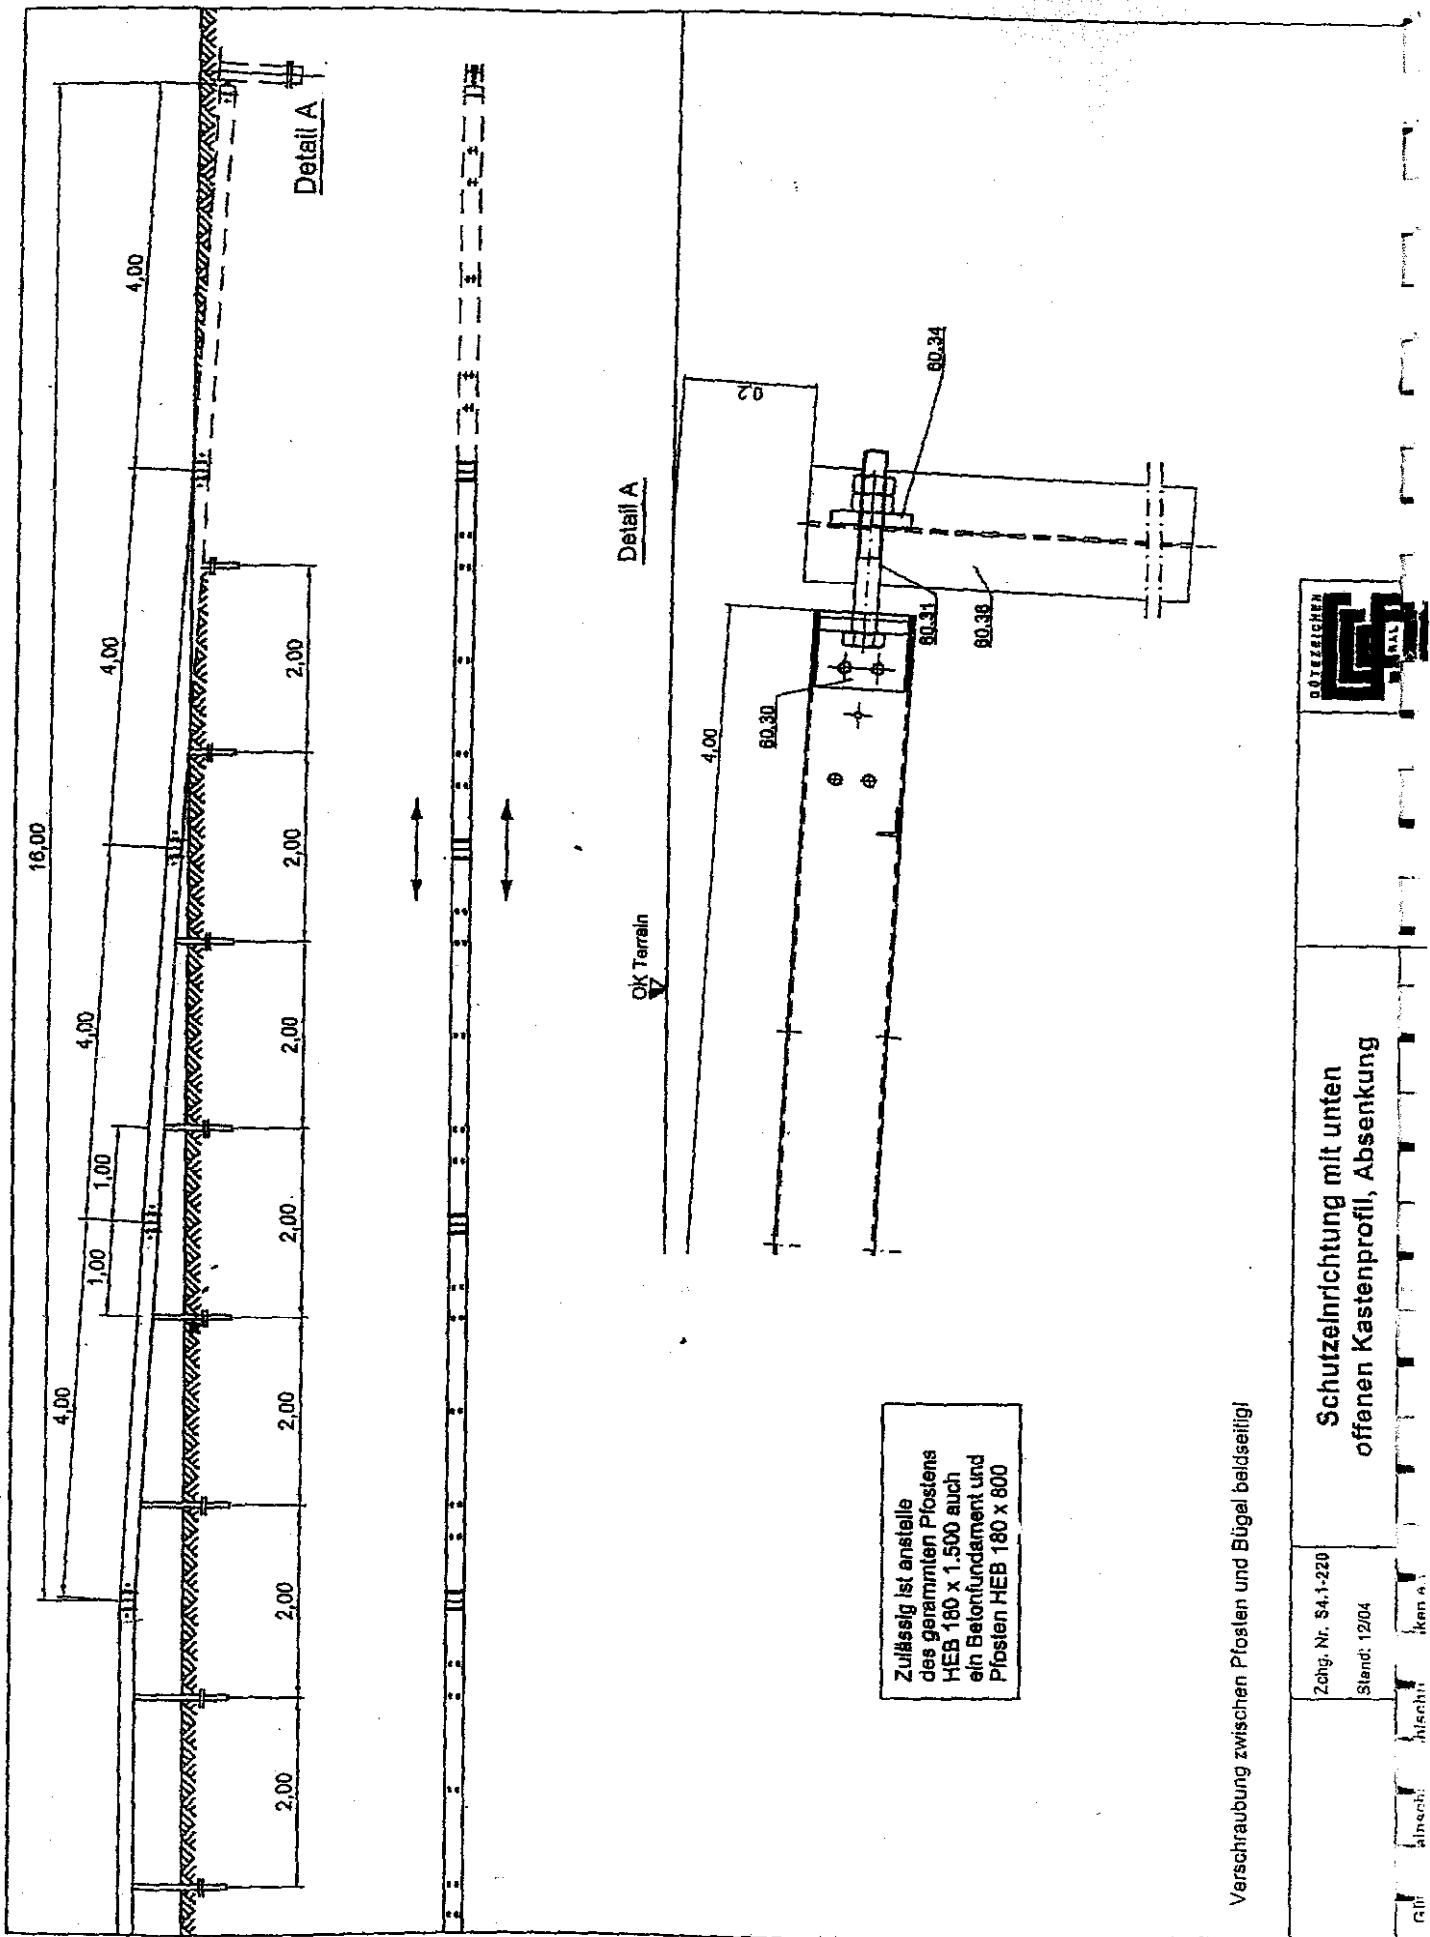 16,00
4,00
4,00
4,00
4,00
1,00
1,00
2,00
2,00
2,00
2,00
2,00
2,00
2,00
Detail A
Detail A
OK Terrain
4,00
0,2
60.30
60.31
60.34
60.36
Zulässig ist anstelle
des gerammten Pfostens
HEB 180 x 1.500 auch
ein Betonfundament und
Pfosten HEB 180 x 800
Verschraubung zwischen Pfosten und Bügel beidseitig!
Zchg. Nr. S4.1-220
Stand: 12/04
Schutzeinrichtung mit unten
offenen Kastenprofil, Absenkung
GÜTEZEICHEN
RAL